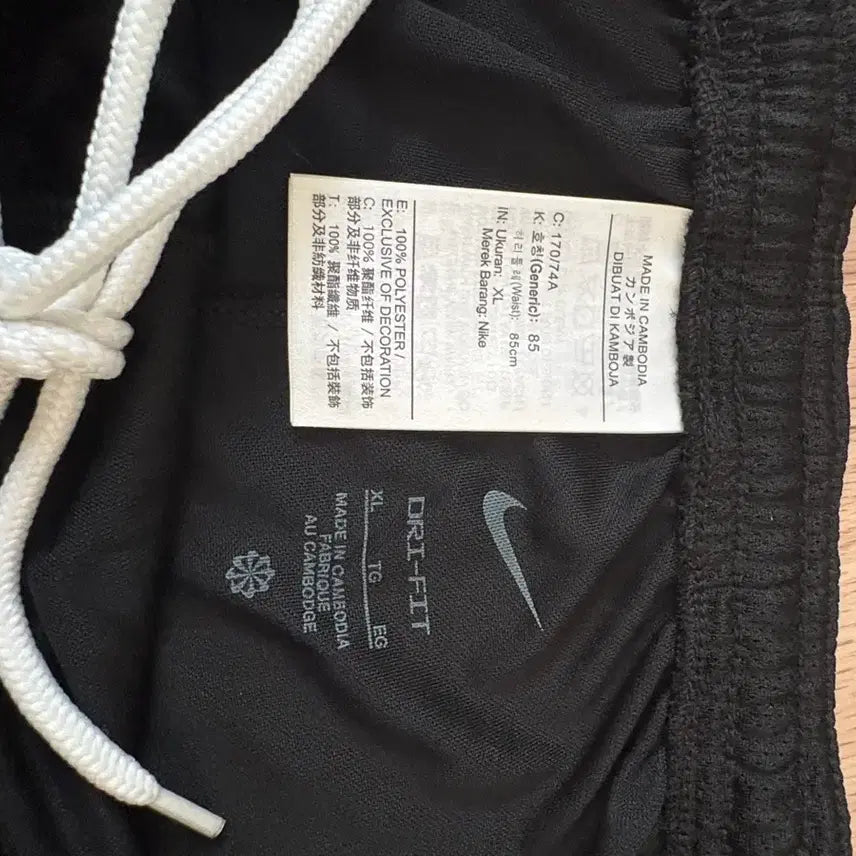 MADE IN CAMBODIA
カンボジア製
DIBUAT DI KAMBOJA
C: 170/74A
K: 호칭(Generic): 85
허리둘레(Waist): 85cm
IN: Ukuran: XL
Merek Barang: Nike
E: 100% POLYESTER /
EXCLUSIVE OF DECORATION
C: 100% 聚酯纤维 / 不包括装饰
部分及非纤维物质
T: 100% 聚酯纖維 / 不包括裝飾
部分及非紡織材料
DRI-FIT
XL TG EG
MADE IN CAMBODIA
FABRIQUÉ
AU CAMBODGE